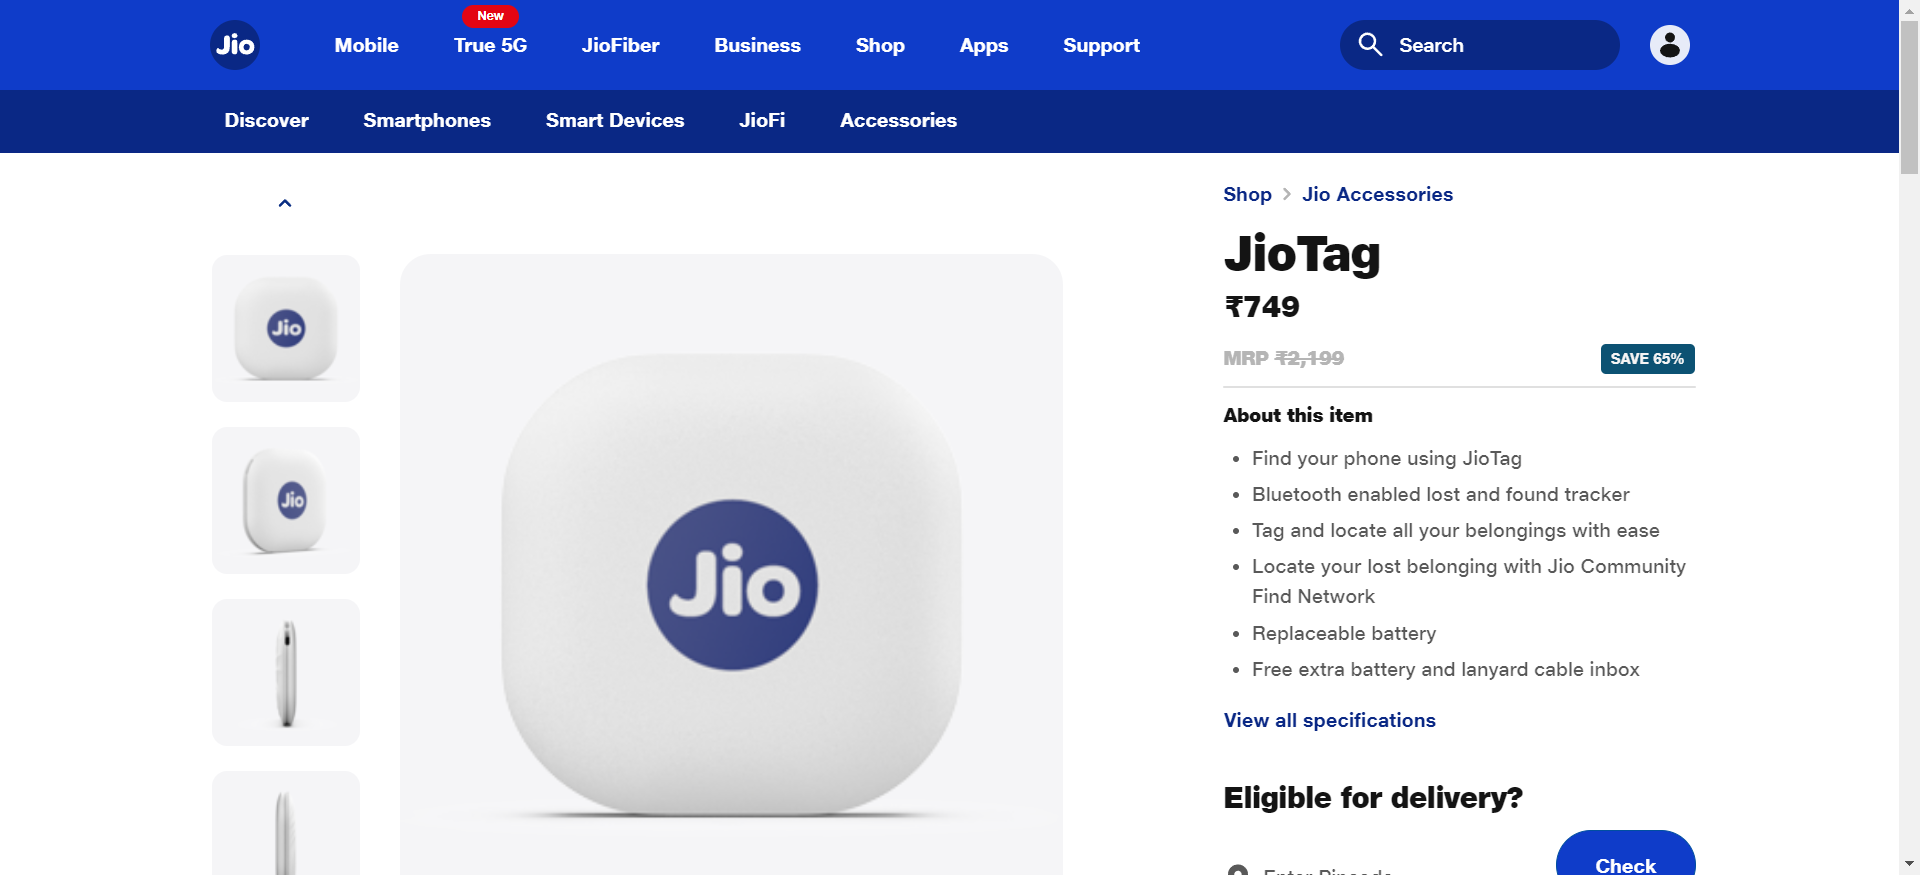 New
Jio Mobile True 5G JioFiber Business Shop Apps Support Search
Discover Smartphones Smart Devices JioFi Accessories
Shop > Jio Accessories
JioTag
₹749
MRP ₹2,199 SAVE 65%
About this item
• Find your phone using JioTag
• Bluetooth enabled lost and found tracker
• Tag and locate all your belongings with ease
• Locate your lost belonging with Jio Community
Find Network
• Replaceable battery
• Free extra battery and lanyard cable inbox
View all specifications
Eligible for delivery?
Enter Pincode
Check
Jio
Jio
Jio